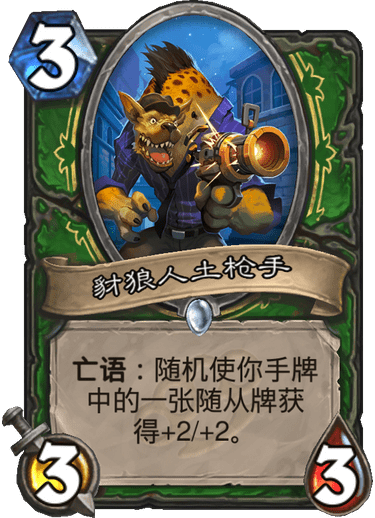 3
豺狼人土枪手
亡语：随机使你手牌
中的一张随从牌获
得+2/+2。
3
3